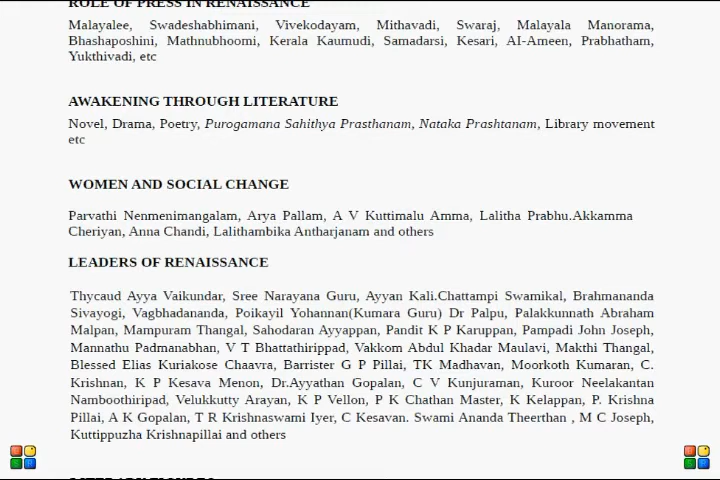 ROLE OF PRESS IN RENAISSANCE
Malayalee, Swadeshabhimani, Vivekodayam, Mithavadi, Swaraj, Malayala Manorama,
Bhashaposhini, Mathnubhoomi, Kerala Kaumudi, Samadarsi, Kesari, AI-Ameen, Prabhatham,
Yukthivadi, etc
AWAKENING THROUGH LITERATURE
Novel, Drama, Poetry, Purogamana Sahithya Prasthanam, Nataka Prashtanam, Library movement
etc
WOMEN AND SOCIAL CHANGE
Parvathi Nenmenimangalam, Arya Pallam, A V Kuttimalu Amma, Lalitha Prabhu.Akkamma
Cheriyan, Anna Chandi, Lalithambika Antharjanam and others
LEADERS OF RENAISSANCE
Thycaud Ayya Vaikundar, Sree Narayana Guru, Ayyan Kali.Chattampi Swamikal, Brahmananda
Sivayogi, Vagbhadananda, Poikayil Yohannan(Kumara Guru) Dr Palpu, Palakkunnath Abraham
Malpan, Mampuram Thangal, Sahodaran Ayyappan, Pandit K P Karuppan, Pampadi John Joseph,
Mannathu Padmanabhan, V T Bhattathirippad, Vakkom Abdul Khadar Maulavi, Makthi Thangal,
Blessed Elias Kuriakose Chaavra, Barrister G P Pillai, TK Madhavan, Moorkoth Kumaran, C.
Krishnan, K P Kesava Menon, Dr.Ayyathan Gopalan, C V Kunjuraman, Kuroor Neelakantan
Namboothiripad, Velukkutty Arayan, K P Vellon, P K Chathan Master, K Kelappan, P. Krishna
Pillai, A K Gopalan, T R Krishnaswami Iyer, C Kesavan. Swami Ananda Theerthan , M C Joseph,
Kuttippuzha Krishnapillai and others